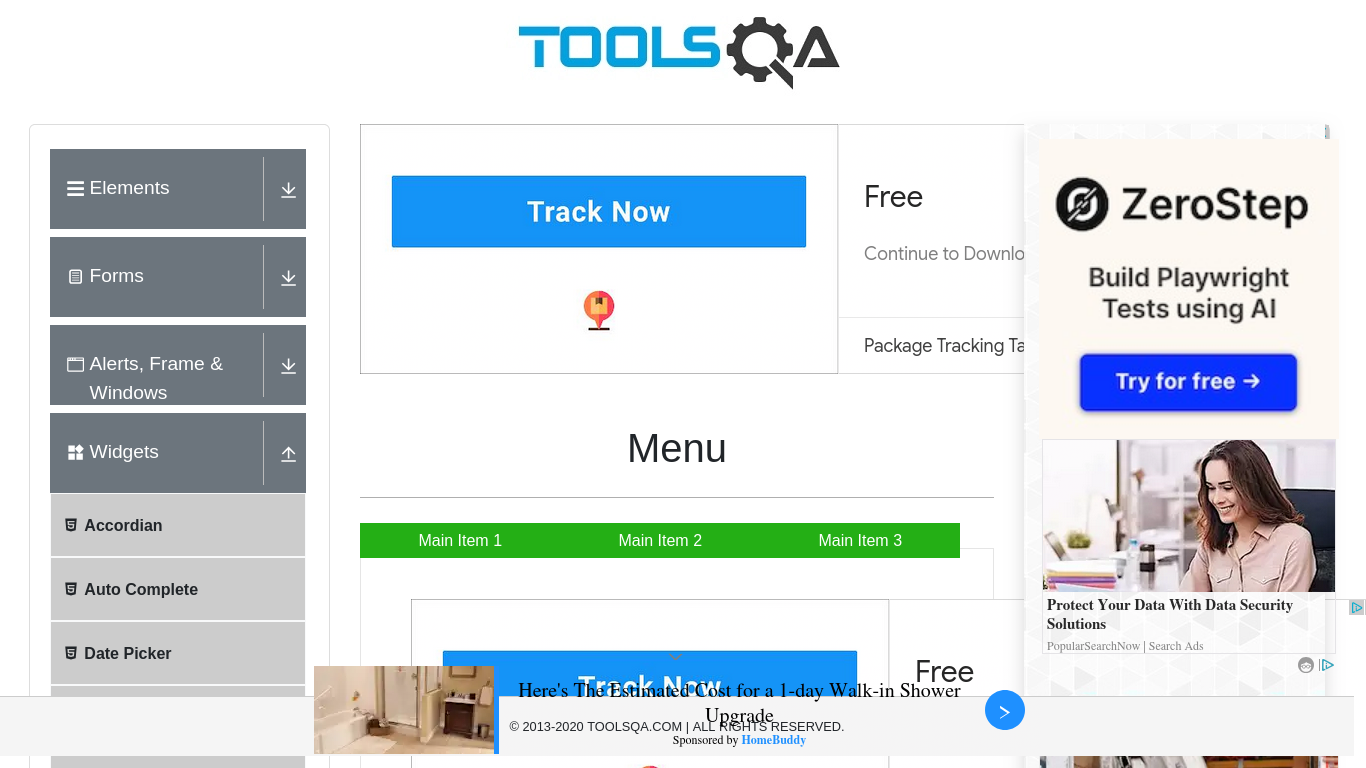 TOOLSQA
Elements
Forms
Alerts, Frame &
Windows
Widgets
Accordian
Auto Complete
Date Picker
Track Now
Free
Continue to Downlo
Package Tracking Ta
Menu
Main Item 1
Main Item 2
Main Item 3
Track Now
Free
Here's The Estimated Cost for a 1-day Walk-in Shower
Upgrade
© 2013-2020 TOOLSQA.COM | ALL RIGHTS RESERVED.
Sponsored by HomeBuddy
ZeroStep
Build Playwright
Tests using AI
Try for free →
Protect Your Data With Data Security
Solutions
PopularSearchNow | Search Ads